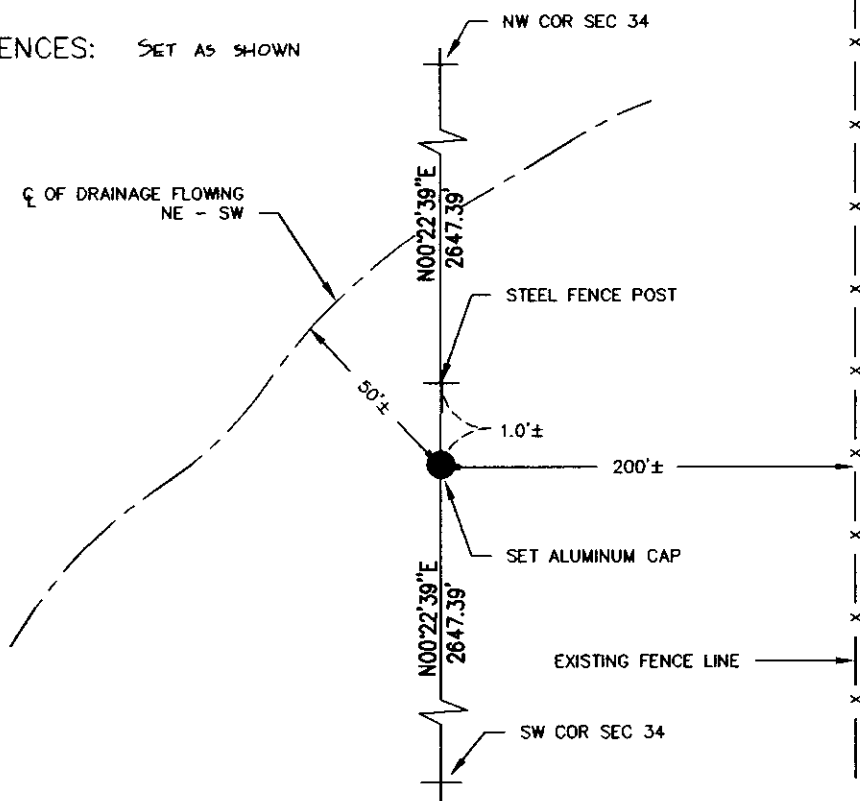 NW COR SEC 34
ENCES: SET AS SHOWN
℄ OF DRAINAGE FLOWING
NE - SW
N00°22'39"E
2647.39'
STEEL FENCE POST
50'±
1.0'±
200'±
SET ALUMINUM CAP
N00°22'39"E
2647.39'
EXISTING FENCE LINE
SW COR SEC 34